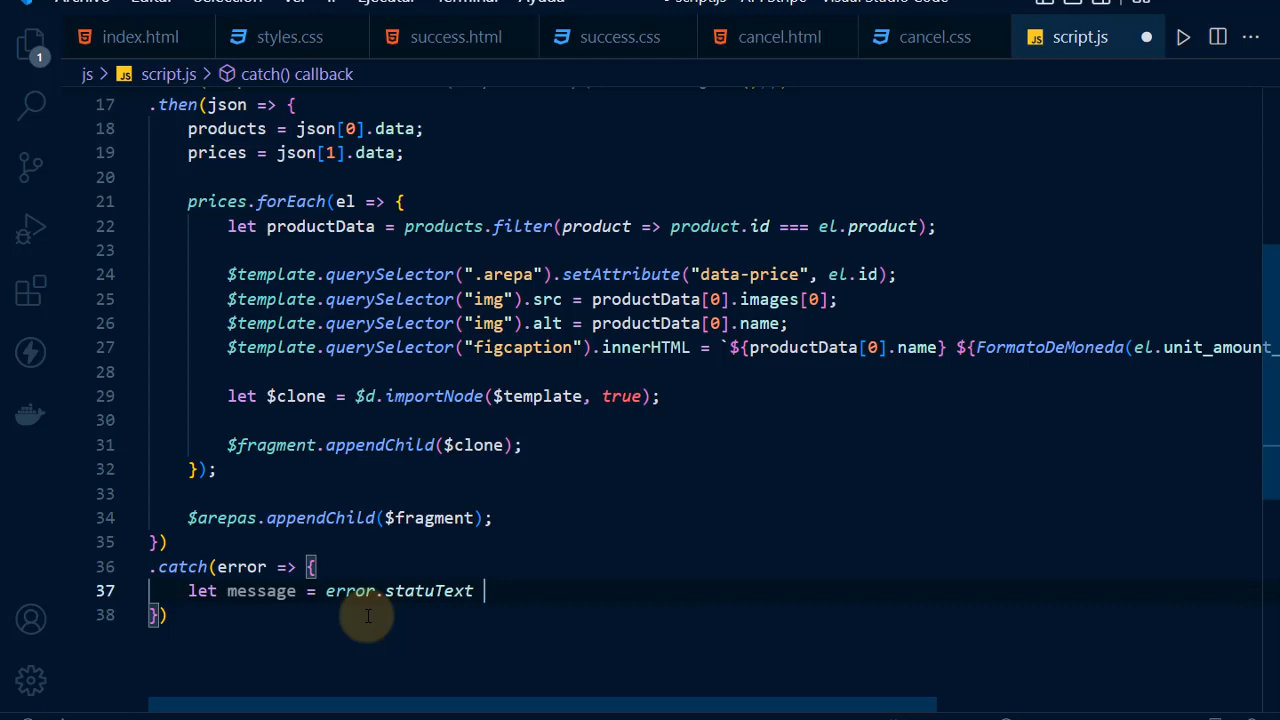 index.html styles.css success.html success.css cancel.html cancel.css script.js
js > script.js > catch() callback
1
17 .then(json => {
18 products = json[0].data;
19 prices = json[1].data;
20
21 prices.forEach(el => {
22 let productData = products.filter(product => product.id === el.product);
23
24 $template.querySelector(".arepa").setAttribute("data-price", el.id);
25 $template.querySelector("img").src = productData[0].images[0];
26 $template.querySelector("img").alt = productData[0].name;
27 $template.querySelector("figcaption").innerHTML = `${productData[0].name} ${FormatoDeMoneda(el.unit_amount_
28
29 let $clone = $d.importNode($template, true);
30
31 $fragment.appendChild($clone);
32 });
33
34 $arepas.appendChild($fragment);
35 })
36 .catch(error => {
37 let message = error.statuText
38 })